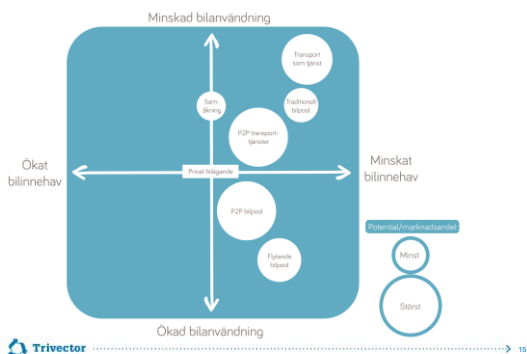 Minskad bilanvändning
Transport
som tjänst
Sam-
åkning
Traditionell
bilpool
P2P transport-
tjänster
Ökat
bilinnehav
Privat bilägande
Minskat
bilinnehav
P2P bilpool
Potential/marknadsandel
Flytande
bilpool
Minst
Störst
Ökad bilanvändning
Trivector
15